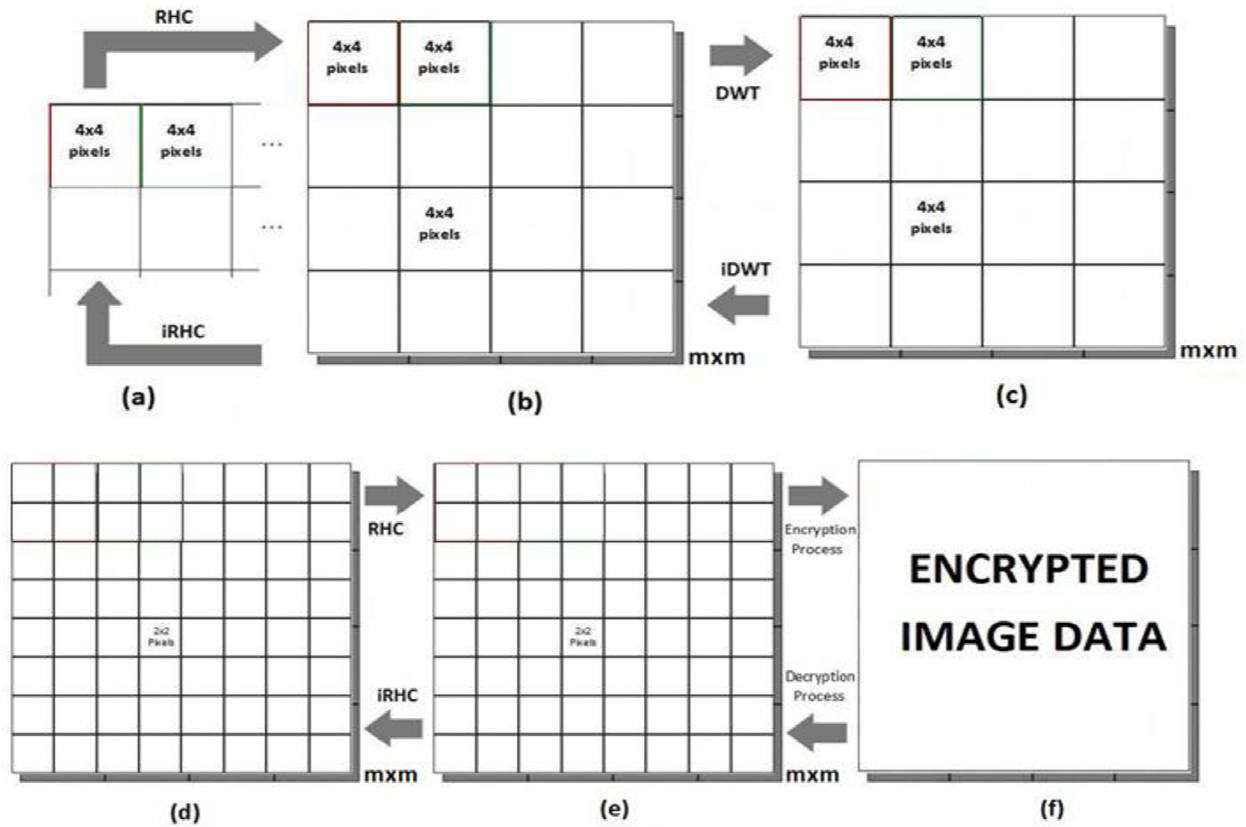 RHC
4x4
pixels
4x4
pixels
...
...
iRHC
(a)
4x4
pixels
4x4
pixels
4x4
pixels
mxm
(b)
DWT
iDWT
4x4
pixels
4x4
pixels
4x4
pixels
mxm
(c)
2x2
Pixels
mxm
(d)
RHC
iRHC
2x2
Pixels
mxm
(e)
Encryption
Process
Decryption
Process
ENCRYPTED
IMAGE DATA
(f)